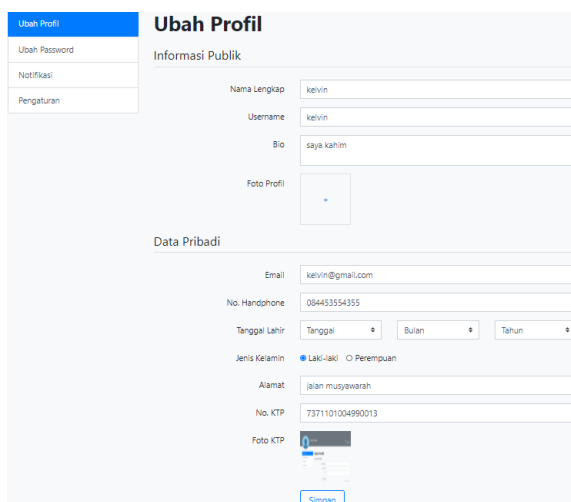 Ubah Profil
Ubah Password
Notifikasi
Pengaturan
Ubah Profil
Informasi Publik
Nama Lengkap kelvin
Username kelvin
Bio saya kahim
Foto Profil +
Data Pribadi
Email kelvin@gmail.com
No. Handphone 084453554355
Tanggal Lahir Tanggal Bulan Tahun
Jenis Kelamin Laki-laki Perempuan
Alamat jalan musyawarah
No. KTP 7371101004990013
Foto KTP
Simpan